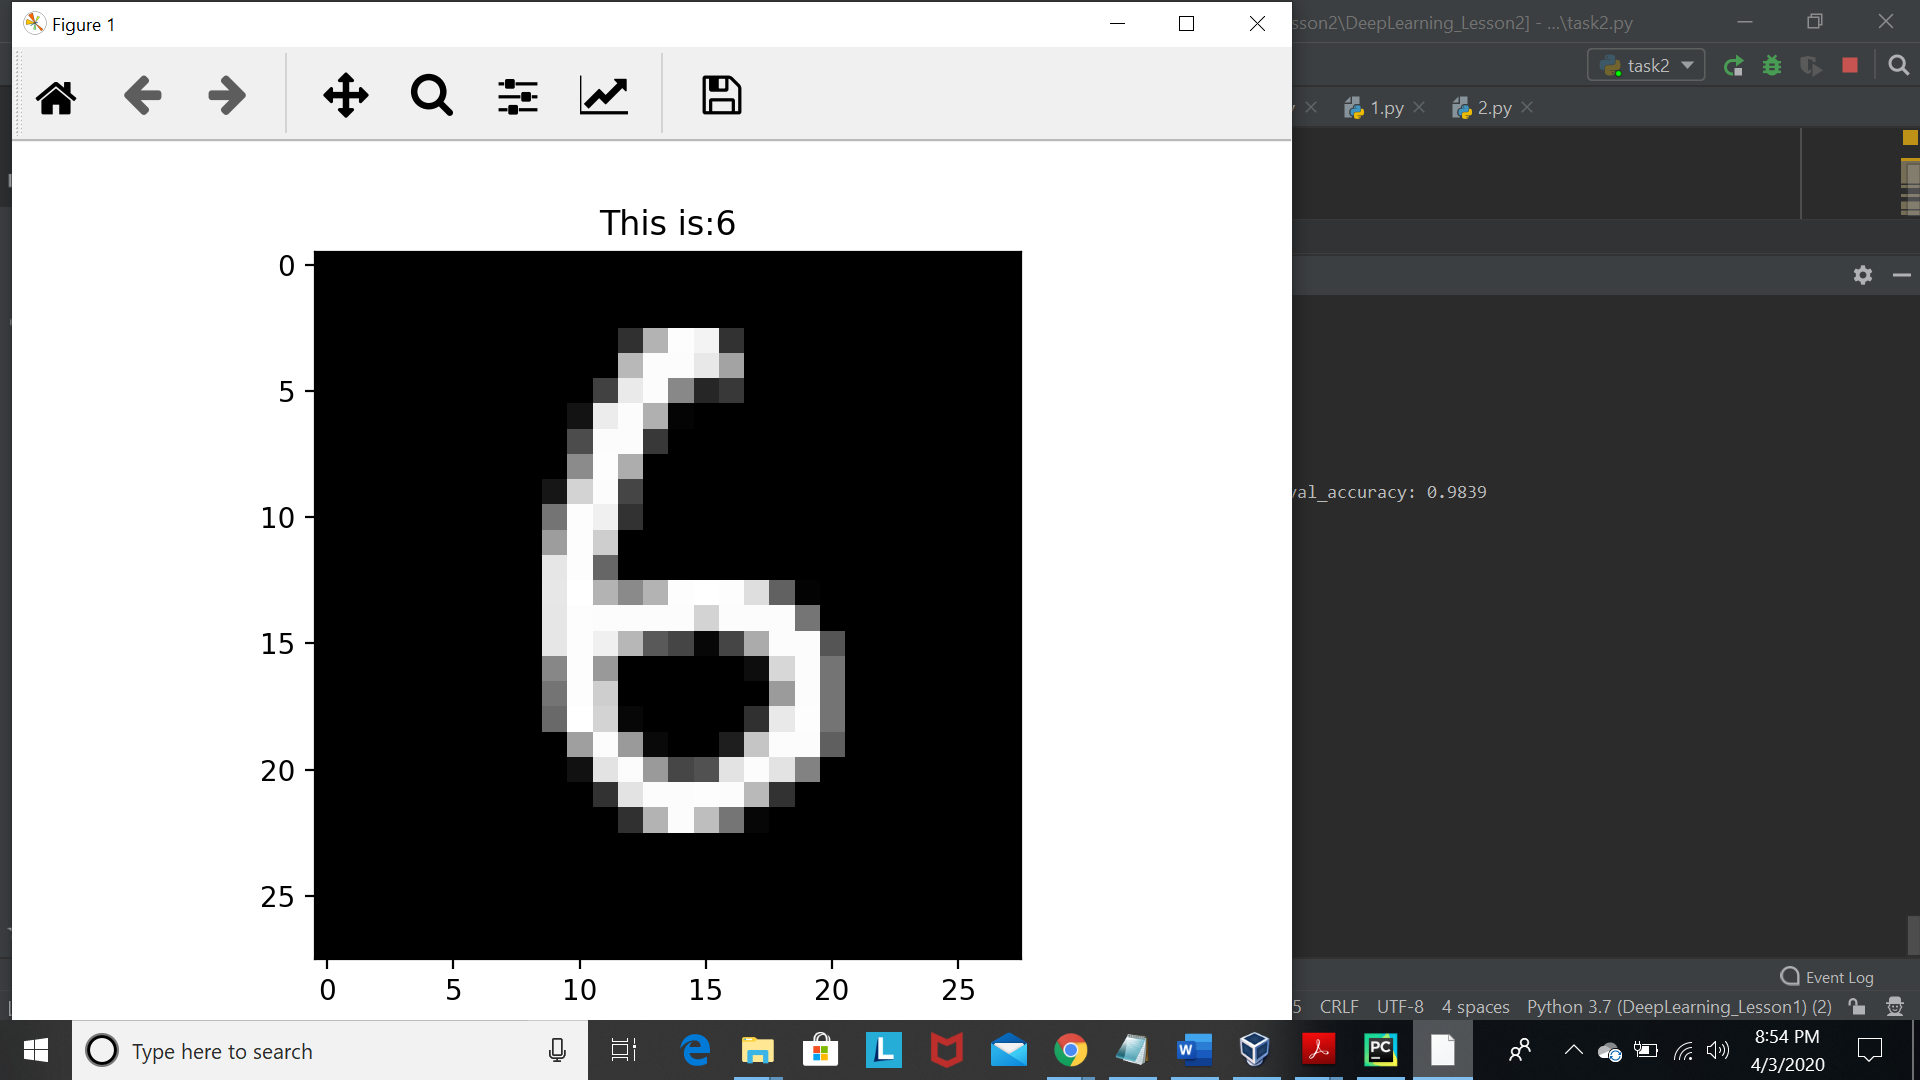 Figure 1
sson2\DeepLearning_Lesson2] - ...\task2.py
task2
1.py
2.py
This is:6
0
5
10
15
20
25
0
5
10
15
20
25
6
val_accuracy: 0.9839
Event Log
5 CRLF UTF-8 4 spaces Python 3.7 (DeepLearning_Lesson1) (2)
Type here to search
L
W
PC
8:54 PM
4/3/2020